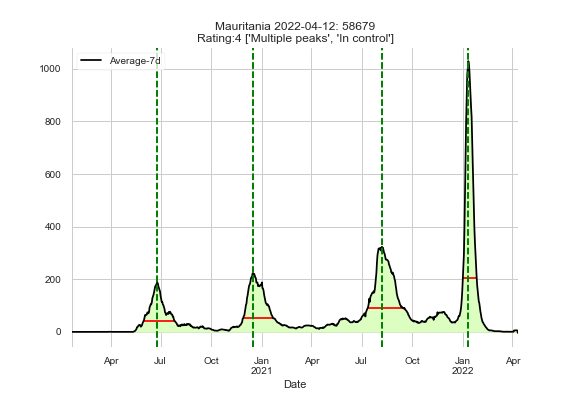 Mauritania 2022-04-12: 58679
Rating:4 ['Multiple peaks', 'In control']
Average-7d
1000
800
600
400
200
0
Apr Jul Oct Jan Apr Jul Oct Jan Apr
2021 2022
Date